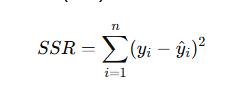 SSR = \sum_{i=1}^{n} (y_i - \hat{y}_i)^2